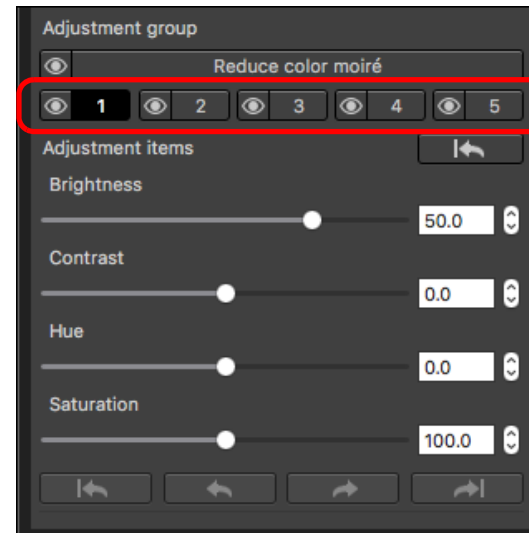 Adjustment group
Reduce color moiré
1 2 3 4 5
Adjustment items
Brightness
50.0
Contrast
0.0
Hue
0.0
Saturation
100.0